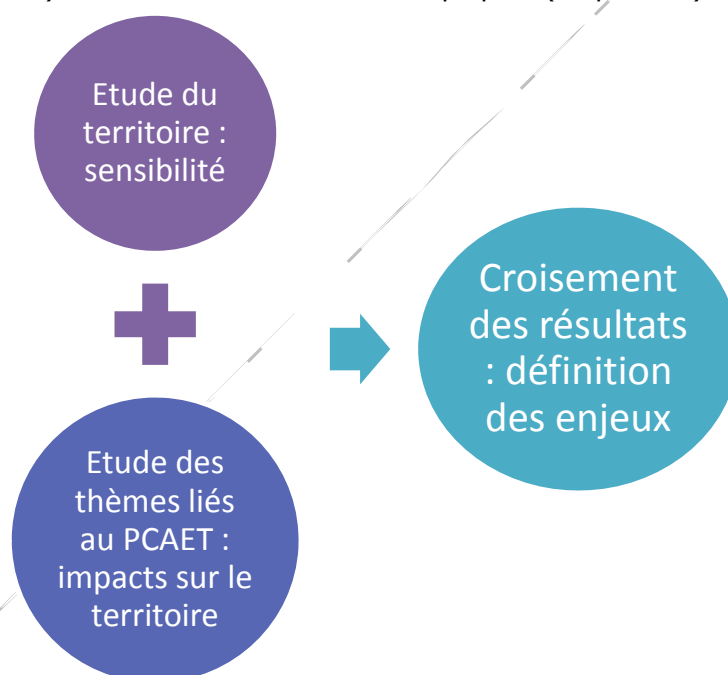 Etude du
territoire :
sensibilité
Croisement
des résultats
: définition
des enjeux
Etude des
thèmes liés
au PCAET :
impacts sur le
territoire